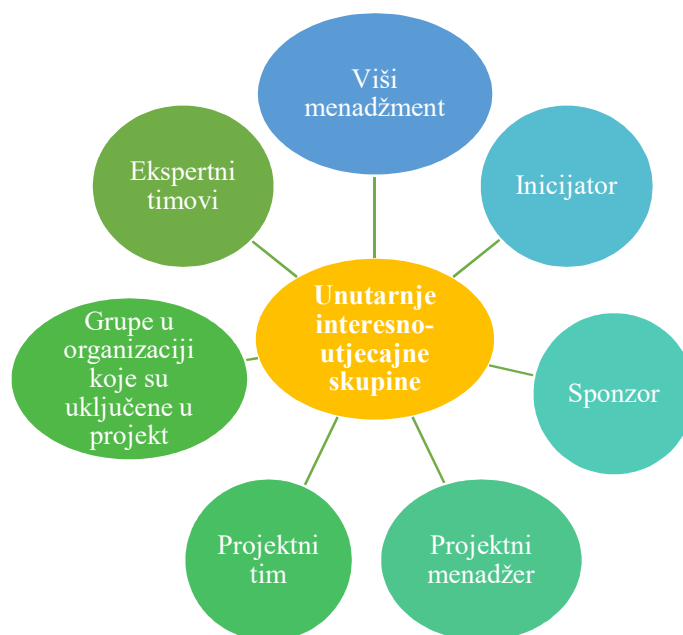 Viši
menadžment
Inicijator
Sponzor
Projektni
menadžer
Projektni
tim
Grupe u
organizaciji
koje su
uključene u
projekt
Ekspertni
timovi
Unutarnje
interesno-
utjecajne
skupine